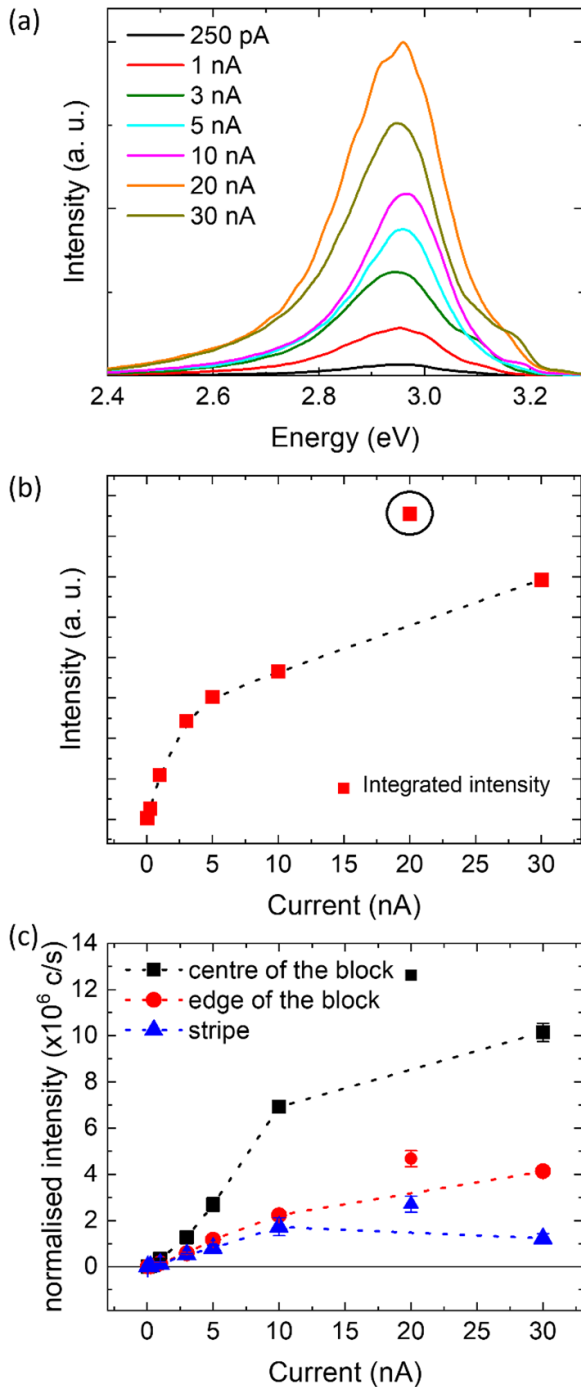 (a)
250 pA
1 nA
3 nA
5 nA
10 nA
20 nA
30 nA
Intensity (a. u.)
2.4 2.6 2.8 3.0 3.2
Energy (eV)
(b)
Intensity (a. u.)
Integrated intensity
0 5 10 15 20 25 30
Current (nA)
(c)
normalised intensity (x10⁶ c/s)
14
12
10
8
6
4
2
0
centre of the block
edge of the block
stripe
0 5 10 15 20 25 30
Current (nA)